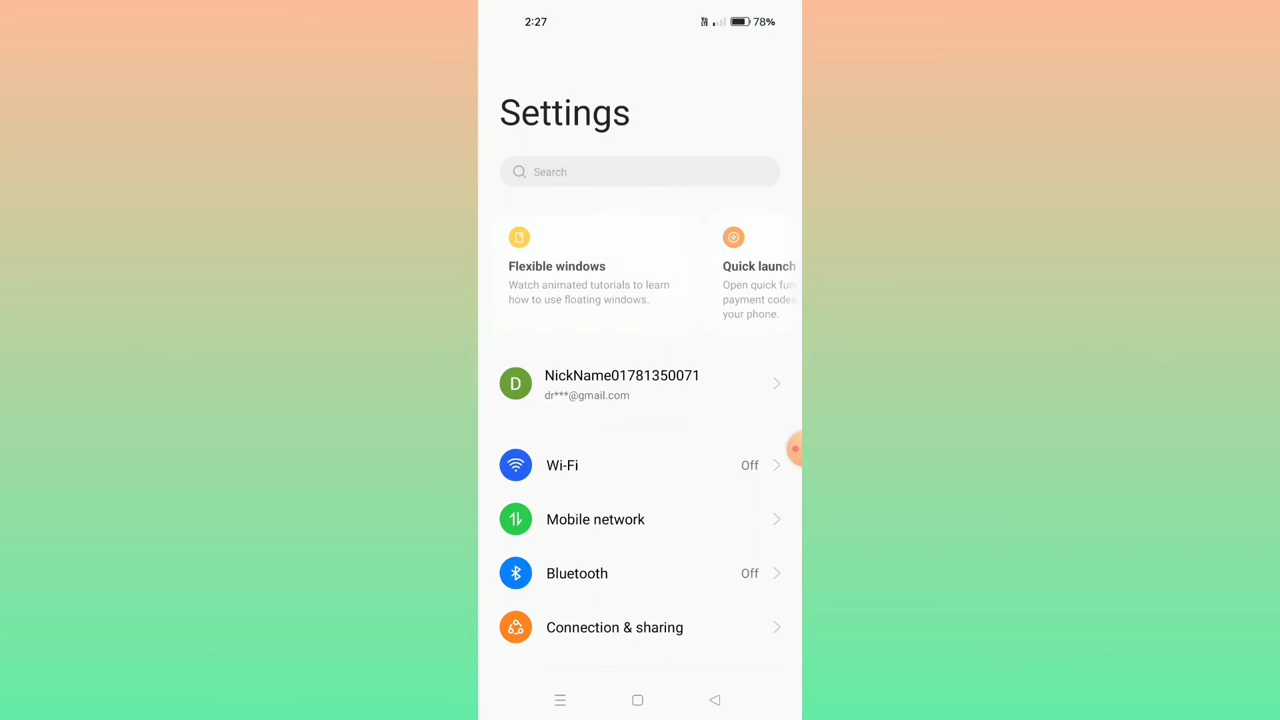 2:27
78%
Settings
Search
Flexible windows
Watch animated tutorials to learn
how to use floating windows.
Quick launch
Open quick fun
payment codes
your phone.
D
NickName01781350071
dr***@gmail.com
Wi-Fi
Off
Mobile network
Bluetooth
Off
Connection & sharing